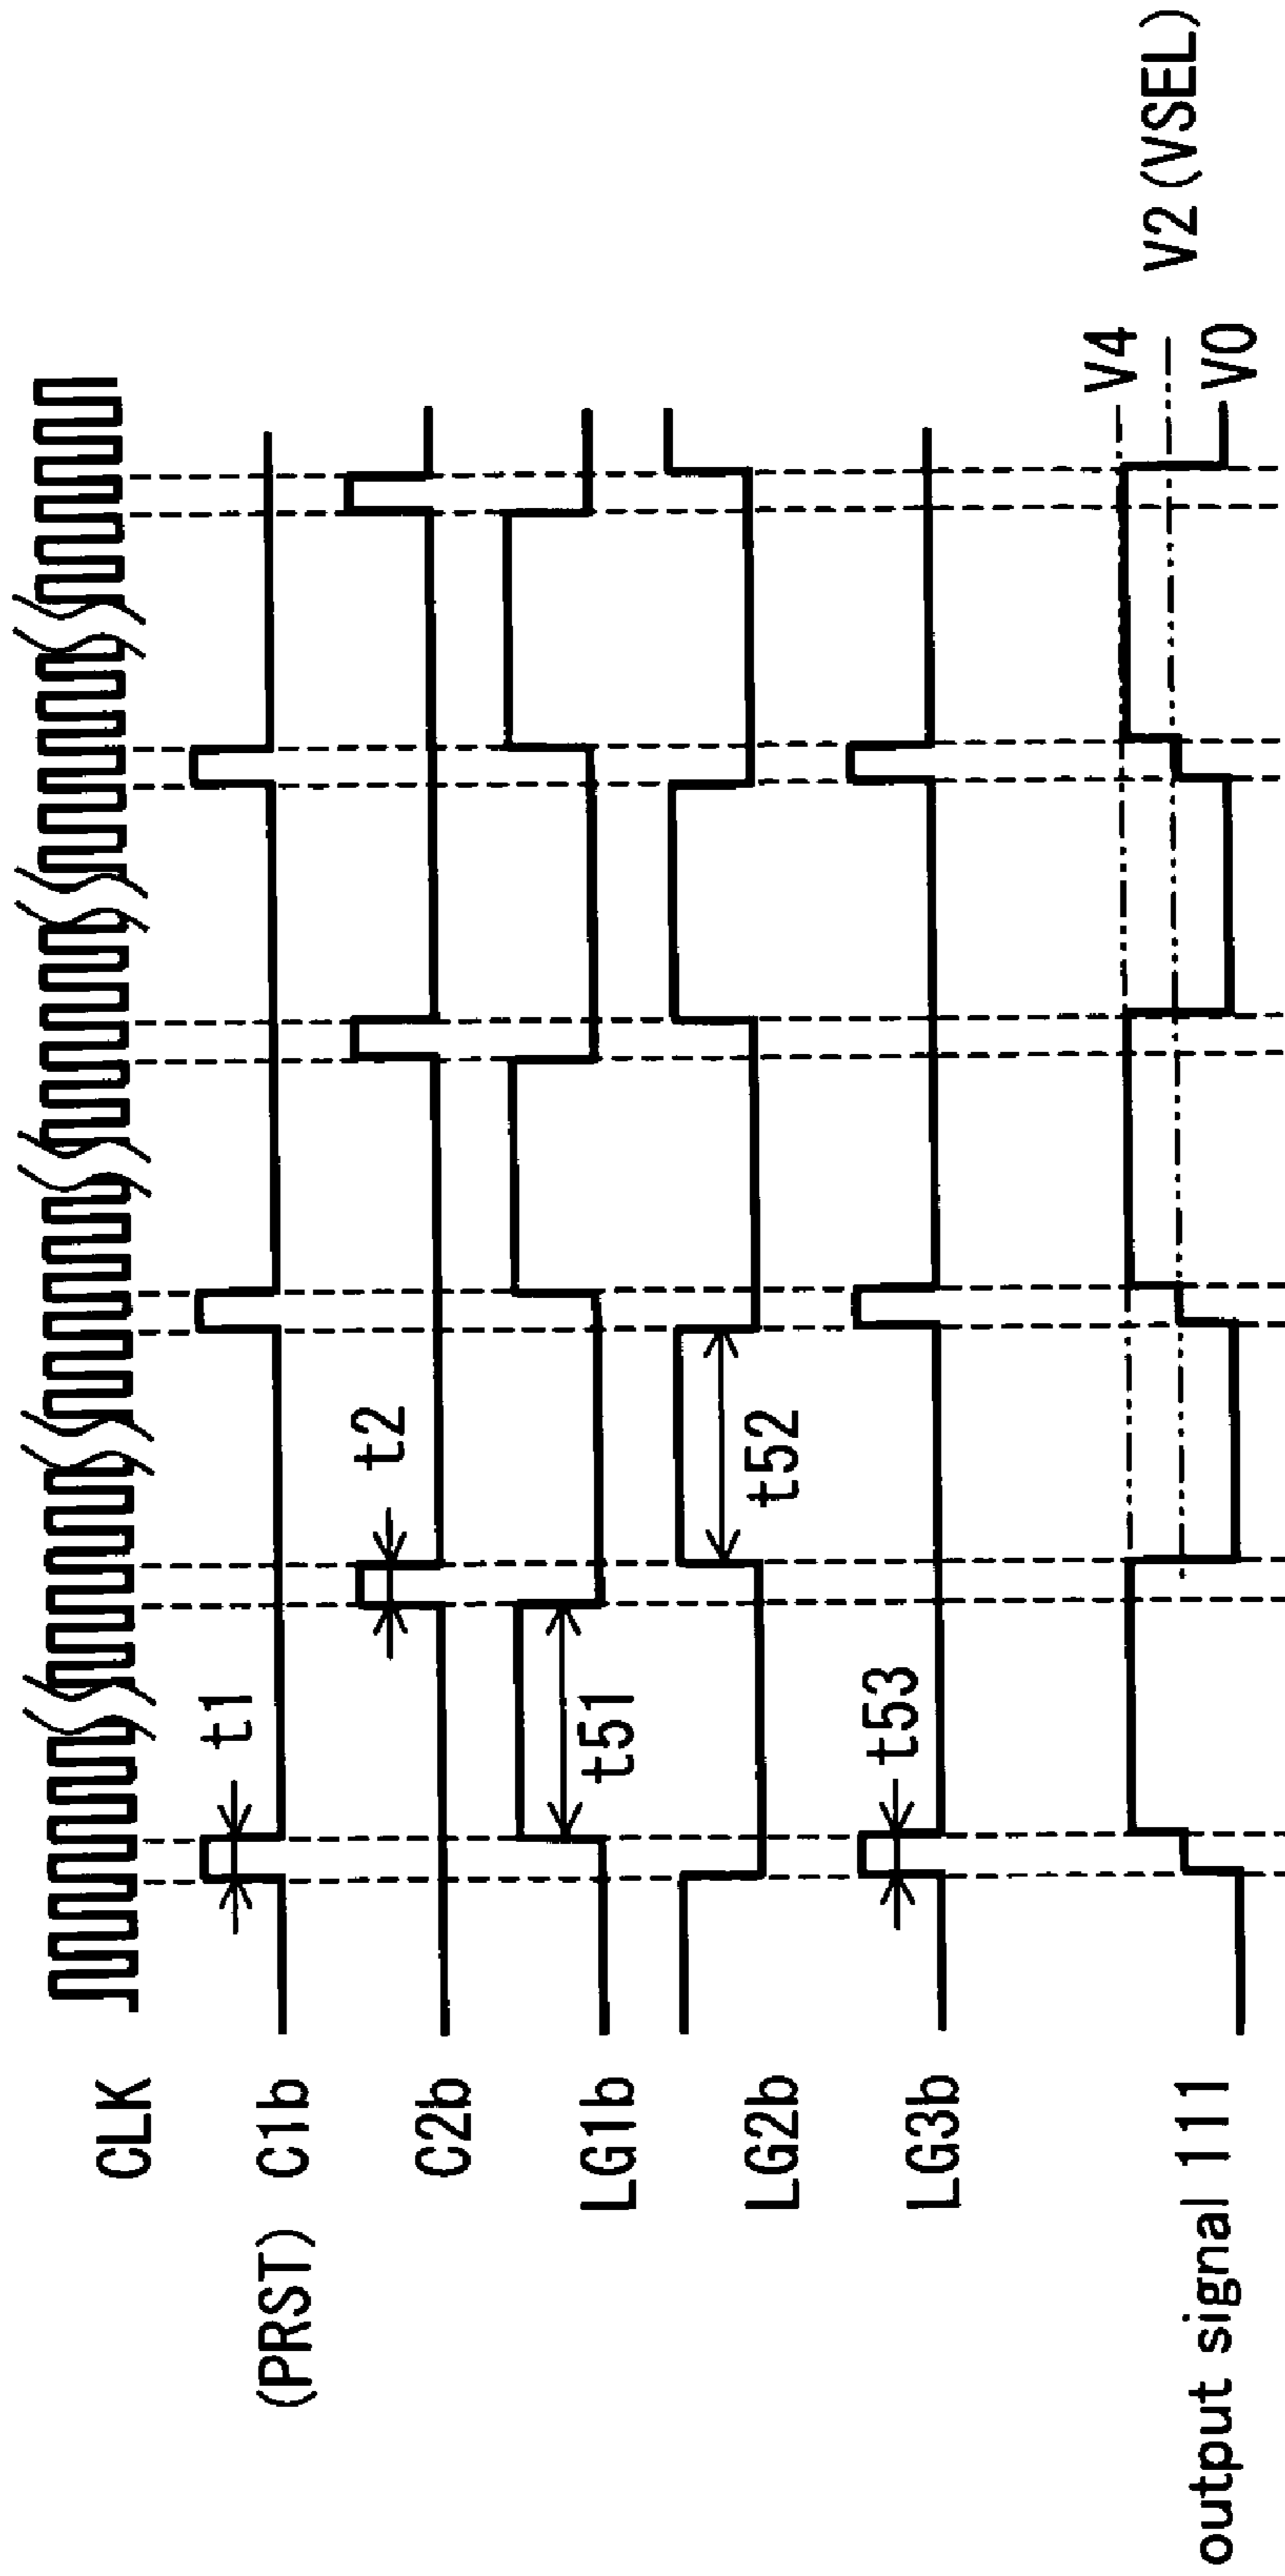 CLK
t1
(PRST) C1b
t2
C2b
t51
LG1b
t52
LG2b
t53
LG3b
V4
V2 (VSEL)
V0
output signal 111